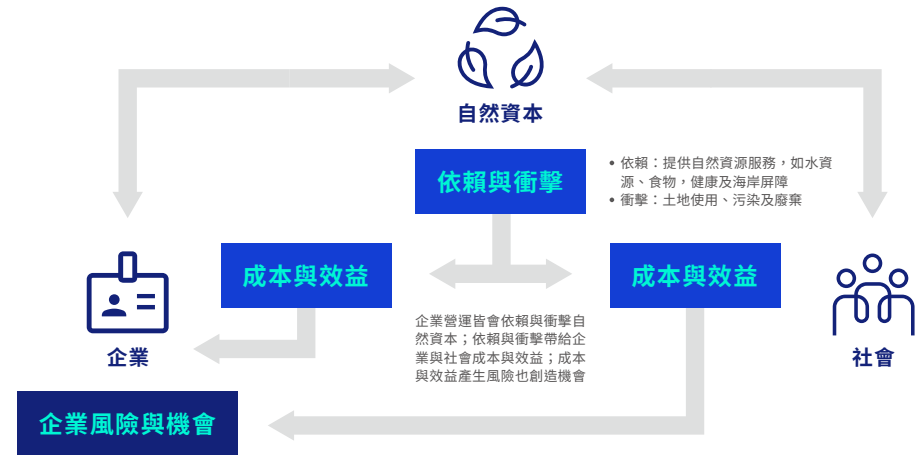 自然資本
依賴與衝擊
• 依賴：提供自然資源服務，如水資
源、食物，健康及海岸屏障
• 衝擊：土地使用、污染及廢棄
成本與效益
成本與效益
企業營運皆會依賴與衝擊自
然資本；依賴與衝擊帶給企
業與社會成本與效益；成本
與效益產生風險也創造機會
企業
社會
企業風險與機會